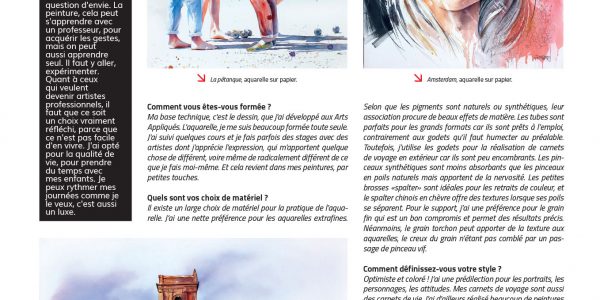 question d'envie. La
peinture, cela peut
s'apprendre avec
un professeur, pour
acquérir les gestes,
mais on peut
aussi apprendre
seul. Il faut y aller,
expérimenter.
Quant à ceux
qui veulent
devenir artistes
professionnels, il
faut que ce soit
un choix vraiment
réfléchi, parce que
ce n'est pas facile
d'en vivre. J'ai opté
pour la qualité de
vie, pour prendre
du temps avec
mes enfants. Je
peux rythmer mes
journées comme je
le veux, c'est aussi
un luxe.
La pétanque, aquarelle sur papier.
Comment vous êtes-vous formée ?
Ma base technique, c'est le dessin, que j'ai développé aux Arts
Appliqués. L'aquarelle, je me suis beaucoup formée toute seule.
J'ai suivi quelques cours et je fais parfois des stages avec des
artistes dont j'apprécie l'expression, qui m'apportent quelque
chose de différent, voire même de radicalement différent de ce
que je fais moi-même. Et cela revient dans mes peintures, par
petites touches.
Quels sont vos choix de matériel ?
Il existe un large choix de matériel pour la pratique de l'aqua-
relle. J'ai une nette préférence pour les aquarelles extrafines.
Amsterdam, aquarelle sur papier.
Selon que les pigments sont naturels ou synthétiques, leur
association procure de beaux effets de matière. Les tubes sont
parfaits pour les grands formats car ils sont prêts à l'emploi,
contrairement aux godets qu'il faut humecter au préalable.
Toutefois, j'utilise les godets pour la réalisation de carnets
de voyage en extérieur car ils sont peu encombrants. Les pin-
ceaux synthétiques sont moins absorbants que les pinceaux
en poils naturels mais apportent de la nervosité. Les petites
brosses «spalter» sont idéales pour les retraits de couleur, et
le spalter chinois en chèvre offre des textures lorsque ses poils
se séparent. Pour le support, j'ai une préférence pour le grain
fin qui est un bon compromis et permet des résultats précis.
Néanmoins, le grain torchon peut apporter de la texture aux
aquarelles, le creux du grain n'étant pas comblé par un pas-
sage de pinceau vif.
Comment définissez-vous votre style ?
Optimiste et coloré ! J'ai une prédilection pour les portraits, les
personnages, les attitudes. Mes carnets de voyage sont aussi
des carnets de vie. J'ai d'ailleurs réalisé beaucoup de peintures